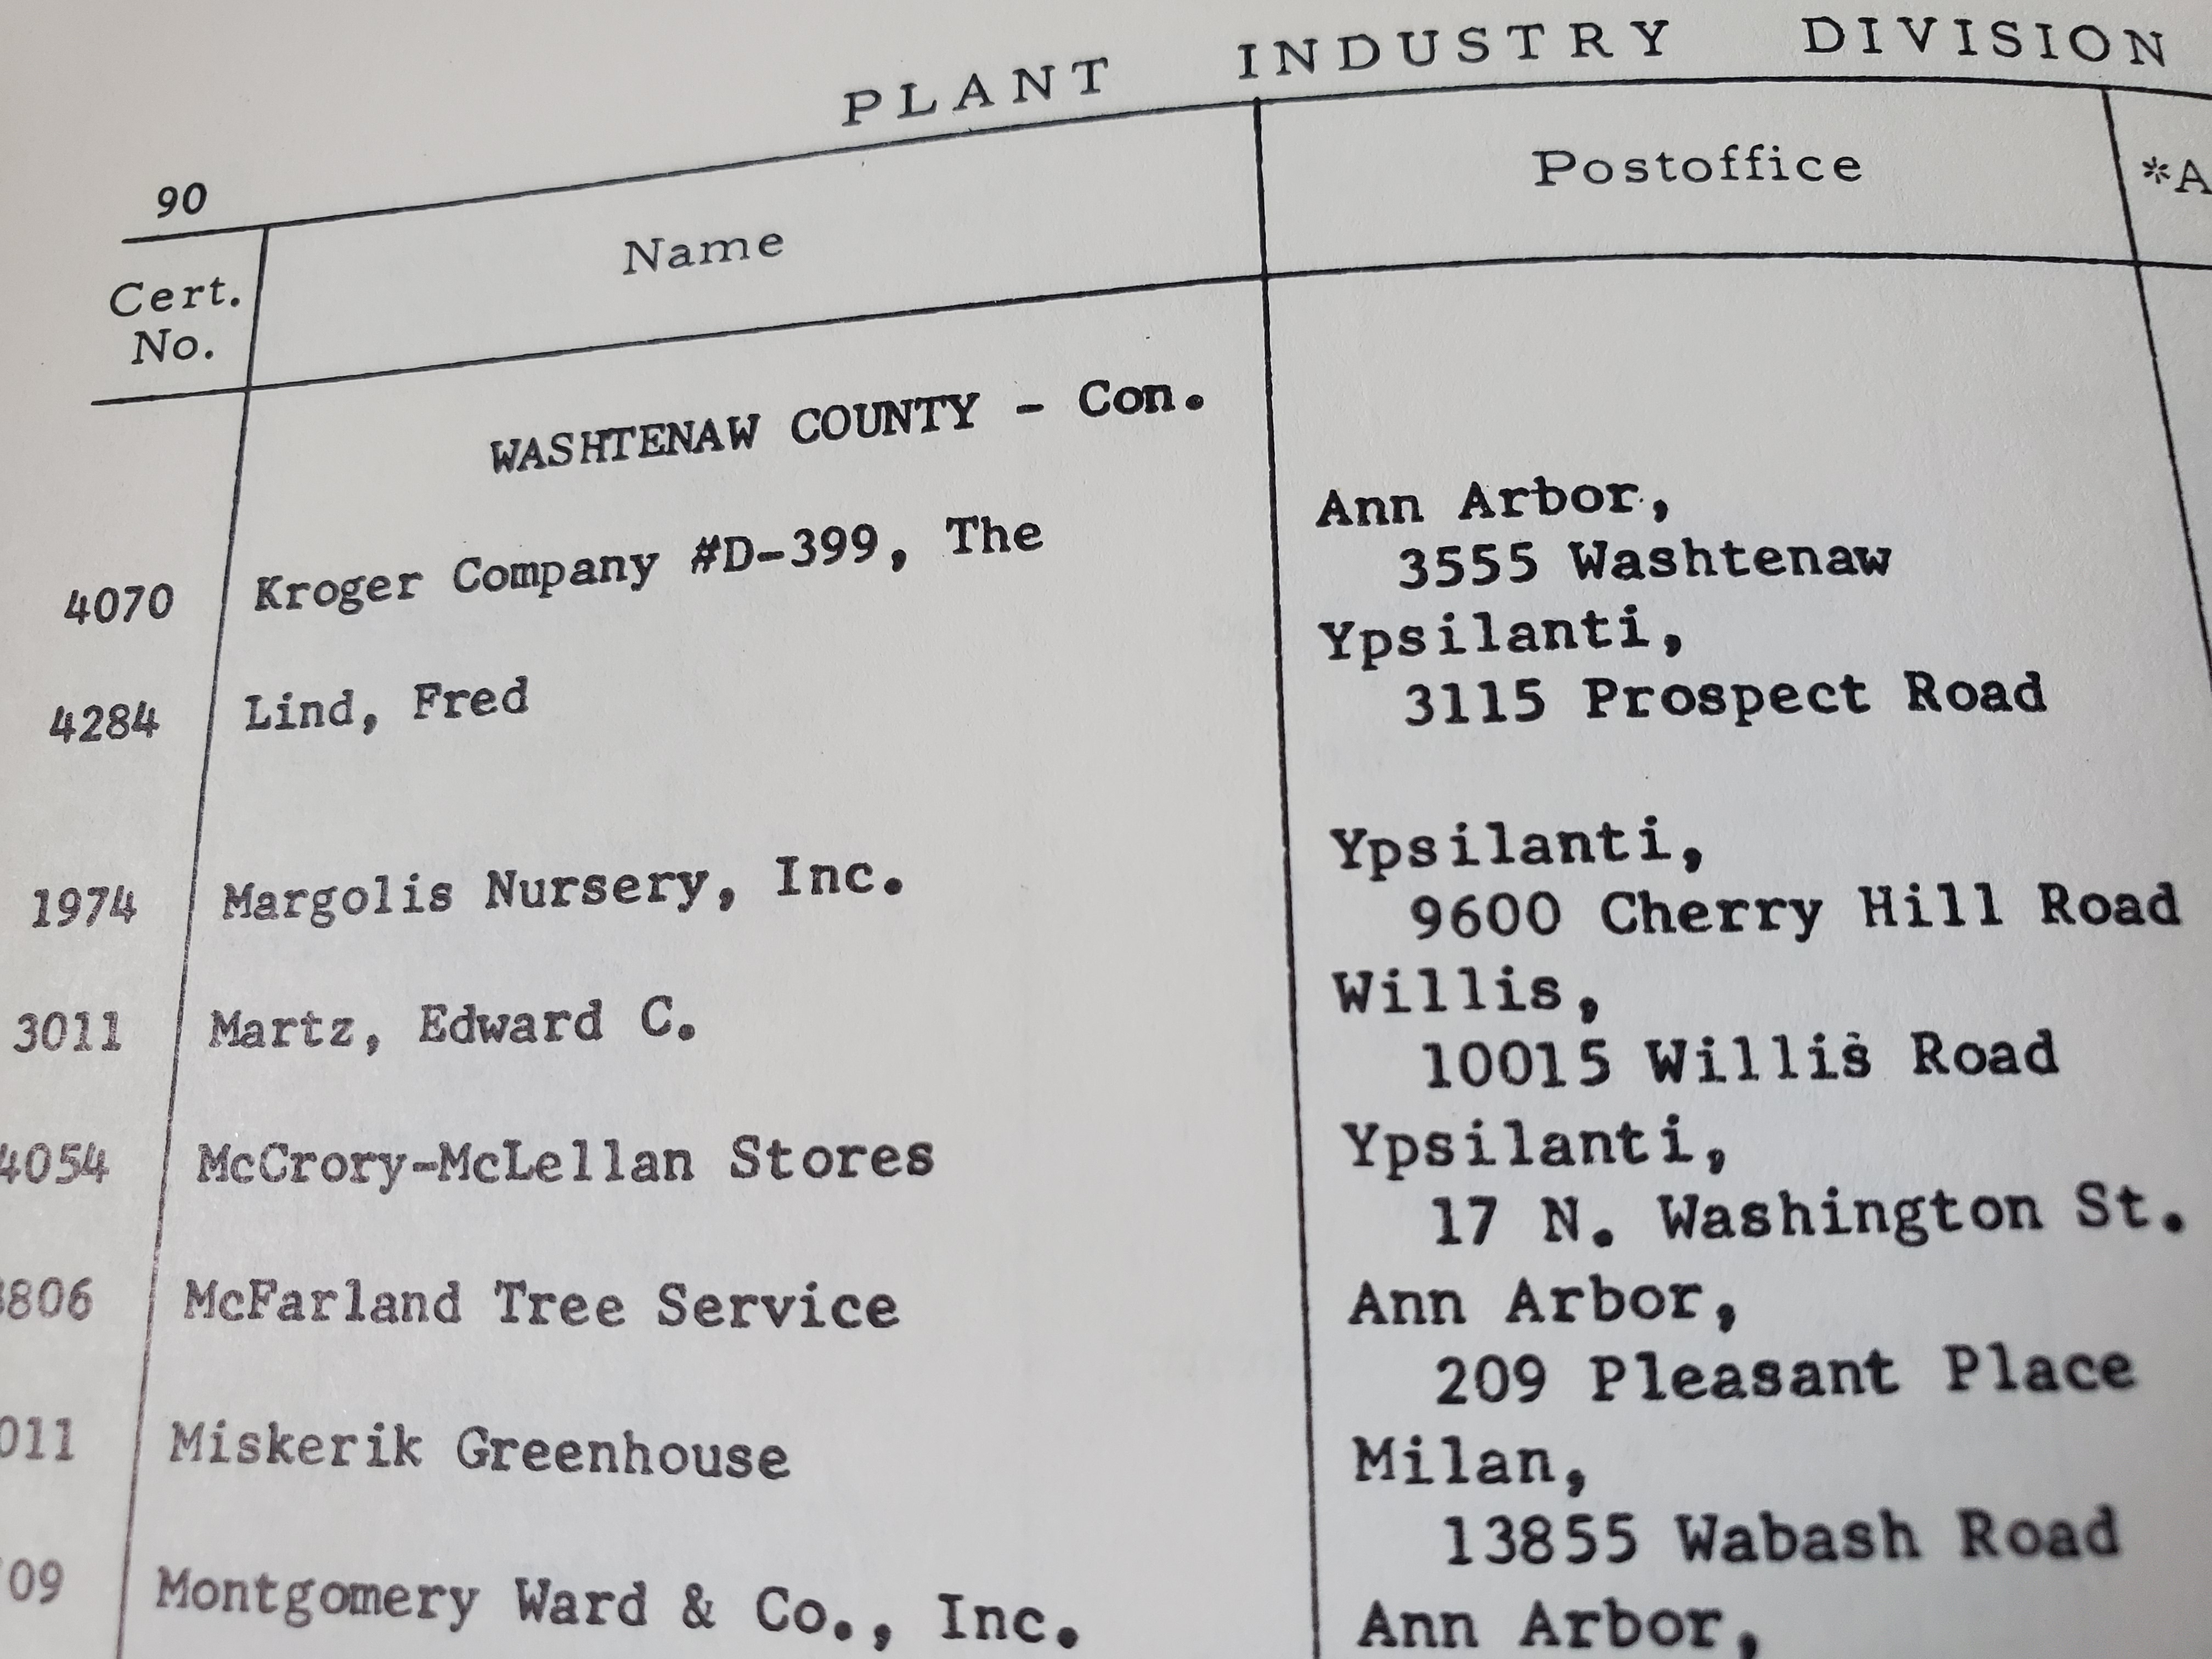 PLANT INDUSTRY DIVISION
90
Cert. No.
Name
Postoffice
WASHTENAW COUNTY - Con.
4070 Kroger Company #D-399, The Ann Arbor,
3555 Washtenaw
4284 Lind, Fred Ypsilanti,
3115 Prospect Road
1974 Margolis Nursery, Inc. Ypsilanti,
9600 Cherry Hill Road
3011 Martz, Edward C. Willis,
10015 Willis Road
4054 McCrory-McLellan Stores Ypsilanti,
17 N. Washington St.
McFarland Tree Service Ann Arbor,
209 Pleasant Place
Miskerik Greenhouse Milan,
13855 Wabash Road
Montgomery Ward & Co., Inc. Ann Arbor,